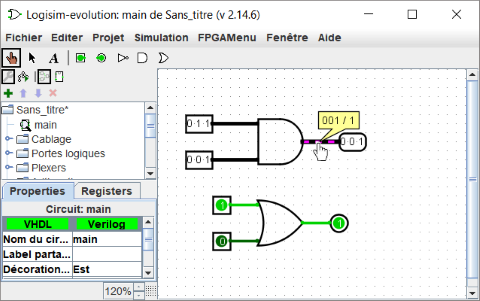 Logisim-evolution: main de Sans_titre (v 2.14.6)
Fichier Editer Projet Simulation FPGAMenu Fenêtre Aide
A
Sans_titre*
main
Cablage
Portes logiques
Plexers
Properties Registers
Circuit: main
VHDL Verilog
Nom du cir... main
Label parta...
Décoration... Est
120%
001 / 1
0 1 1
0 0 1
0 0 1
1
0
1